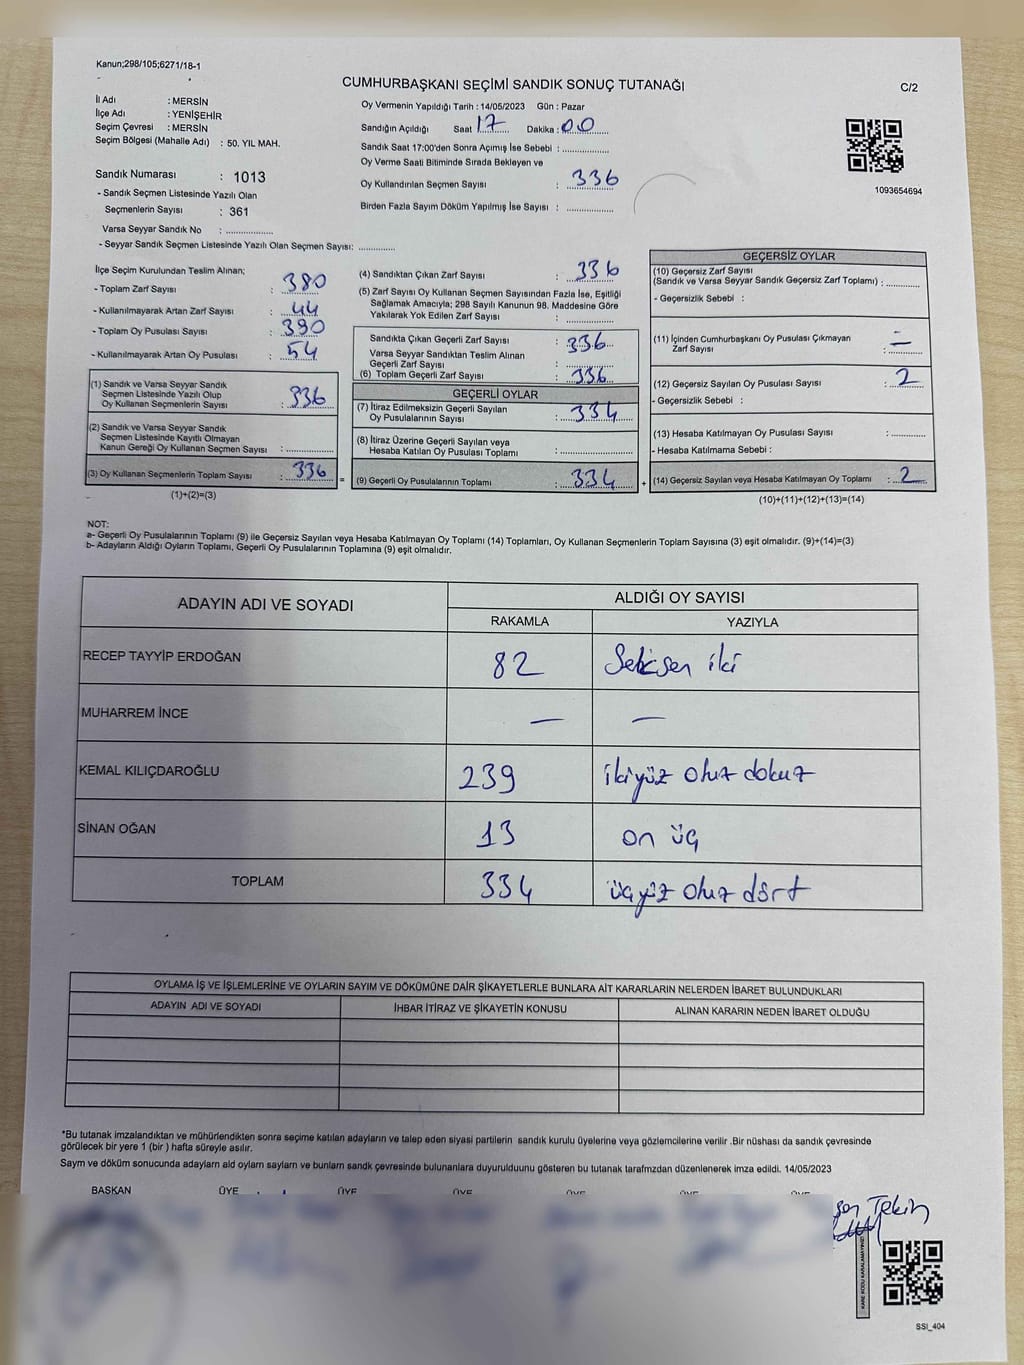 Kanun;298/105;6271/18-1
CUMHURBAŞKANI SEÇİMİ SANDIK SONUÇ TUTANAĞI
C/2
İl Adı : MERSİN
İlçe Adı : YENİŞEHİR
Seçim Çevresi : MERSİN
Seçim Bölgesi (Mahalle Adı) : 50. YIL MAH.
Sandık Numarası : 1013
- Sandık Seçmen Listesinde Yazılı Olan
Seçmenlerin Sayısı : 361
Varsa Seyyar Sandık No : ................
- Seyyar Sandık Seçmen Listesinde Yazılı Olan Seçmen Sayısı: ............
Oy Vermenin Yapıldığı Tarih : 14/05/2023 Gün : Pazar
Sandığın Açıldığı Saat 17 Dakika : 00
Sandık Saat 17:00'den Sonra Açımış İse Sebebi : ................
Oy Verme Saati Bitiminde Sırada Bekleyen ve
Oy Kullandırılan Seçmen Sayısı : 336
Birden Fazla Sayım Döküm Yapılmış İse Sayısı : ................
1093654694
İlçe Seçim Kurulundan Teslim Alınan;
- Toplam Zarf Sayısı : 380
- Kullanılmayarak Artan Zarf Sayısı : 44
- Toplam Oy Pusulası Sayısı : 390
- Kullanılmayarak Artan Oy Pusulası : 54
(1) Sandık ve Varsa Seyyar Sandık
Seçmen Listesinde Yazılı Olup
Oy Kullanan Seçmenlerin Sayısı : 336
(2) Sandık ve Varsa Seyyar Sandık
Seçmen Listesinde Kayıtlı Olmayan
Kanun Gereği Oy Kullanan Seçmen Sayısı : ................
(3) Oy Kullanan Seçmenlerin Toplam Sayısı : 336 =
(1)+(2)=(3)
(4) Sandıktan Çıkan Zarf Sayısı : 336
(5) Zarf Sayısı Oy Kullanan Seçmen Sayısından Fazla İse, Eşitliği
Sağlamak Amacıyla; 298 Sayılı Kanunun 98. Maddesine Göre
Yakılarak Yok Edilen Zarf Sayısı : ................
Sandıkta Çıkan Geçerli Zarf Sayısı : 336
Varsa Seyyar Sandıktan Teslim Alınan
Geçerli Zarf Sayısı : ................
(6) Toplam Geçerli Zarf Sayısı : 336
GEÇERLİ OYLAR
(7) İtiraz Edilmeksizin Geçerli Sayılan
Oy Pusulalarının Sayısı : 334
(8) İtiraz Üzerine Geçerli Sayılan veya
Hesaba Katılan Oy Pusulası Toplamı : ................
(9) Geçerli Oy Pusulalarının Toplamı : 334 +
GEÇERSİZ OYLAR
(10) Geçersiz Zarf Sayısı
(Sandık ve Varsa Seyyar Sandık Geçersiz Zarf Toplamı) : ............
- Geçersizlik Sebebi :
(11) İçinden Cumhurbaşkanı Oy Pusulası Çıkmayan
Zarf Sayısı : —
(12) Geçersiz Sayılan Oy Pusulası Sayısı : 2
- Geçersizlik Sebebi :
(13) Hesaba Katılmayan Oy Pusulası Sayısı : ............
- Hesaba Katılmama Sebebi :
(14) Geçersiz Sayılan veya Hesaba Katılmayan Oy Toplamı : 2
(10)+(11)+(12)+(13)=(14)
NOT:
a- Geçerli Oy Pusulalarının Toplamı (9) ile Geçersiz Sayılan veya Hesaba Katılmayan Oy Toplamı (14) Toplamları, Oy Kullanan Seçmenlerin Toplam Sayısına (3) eşit olmalıdır. (9)+(14)=(3)
b- Adayların Aldığı Oyların Toplamı, Geçerli Oy Pusulalarının Toplamına (9) eşit olmalıdır.
ADAYIN ADI VE SOYADI ALDIĞI OY SAYISI
RAKAMLA YAZIYLA
RECEP TAYYİP ERDOĞAN 82 Seksen iki
MUHARREM İNCE — —
KEMAL KILIÇDAROĞLU 239 ikiyüz otuz dokuz
SİNAN OĞAN 13 on üç
TOPLAM 334 üçyüz otuz dört
OYLAMA İŞ VE İŞLEMLERİNE VE OYLARIN SAYIM VE DÖKÜMÜNE DAİR ŞİKAYETLERLE BUNLARA AİT KARARLARIN NELERDEN İBARET BULUNDUKLARI
ADAYIN ADI VE SOYADI İHBAR İTİRAZ VE ŞİKAYETİN KONUSU ALINAN KARARIN NEDEN İBARET OLDUĞU
*Bu tutanak imzalandıktan ve mühürlendikten sonra seçime katılan adayların ve talep eden siyasi partilerin sandık kurulu üyelerine veya gözlemcilerine verilir .Bir nüshası da sandık çevresinde
görülecek bir yere 1 (bir ) hafta süreyle asılır.
Saym ve döküm sonucunda adaylarn ald oylarn saylarn ve bunların sandk çevresinde bulunanlara duyurulduunu gösteren bu tutanak tarafmzdan düzenlenerek imza edildi. 14/05/2023
BAŞKAN ÜYE ÜYE ÜYE ÜYE ÜYE ÜYE
Tekin
KARE KODU KARALAMAYINIZ!
SSI_404